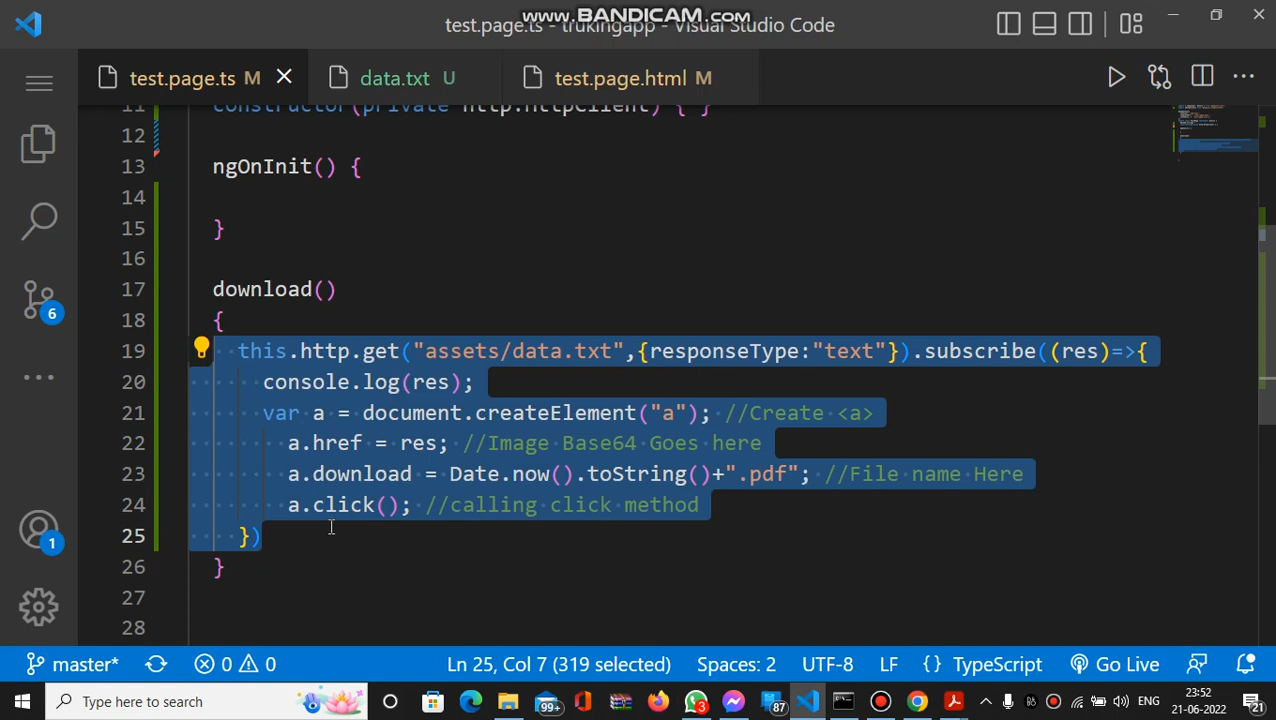 www.BANDICAM.com
test.page.ts - trukingapp - Visual Studio Code
test.page.ts M
data.txt U
test.page.html M
11 constructor(private http:HttpClient) { }
12
13 ngOnInit() {
14
15 }
16
17 download()
18 {
19 this.http.get("assets/data.txt",{responseType:"text"}).subscribe((res)=>{
20 console.log(res);
21 var a = document.createElement("a"); //Create <a>
22 a.href = res; //Image Base64 Goes here
23 a.download = Date.now().toString()+".pdf"; //File name Here
24 a.click(); //calling click method
25 })
26 }
27
28
6
1
master* 0 0 Ln 25, Col 7 (319 selected) Spaces: 2 UTF-8 LF {} TypeScript Go Live
Type here to search 99+ 3 87 ENG 23:52
21-06-2022 21